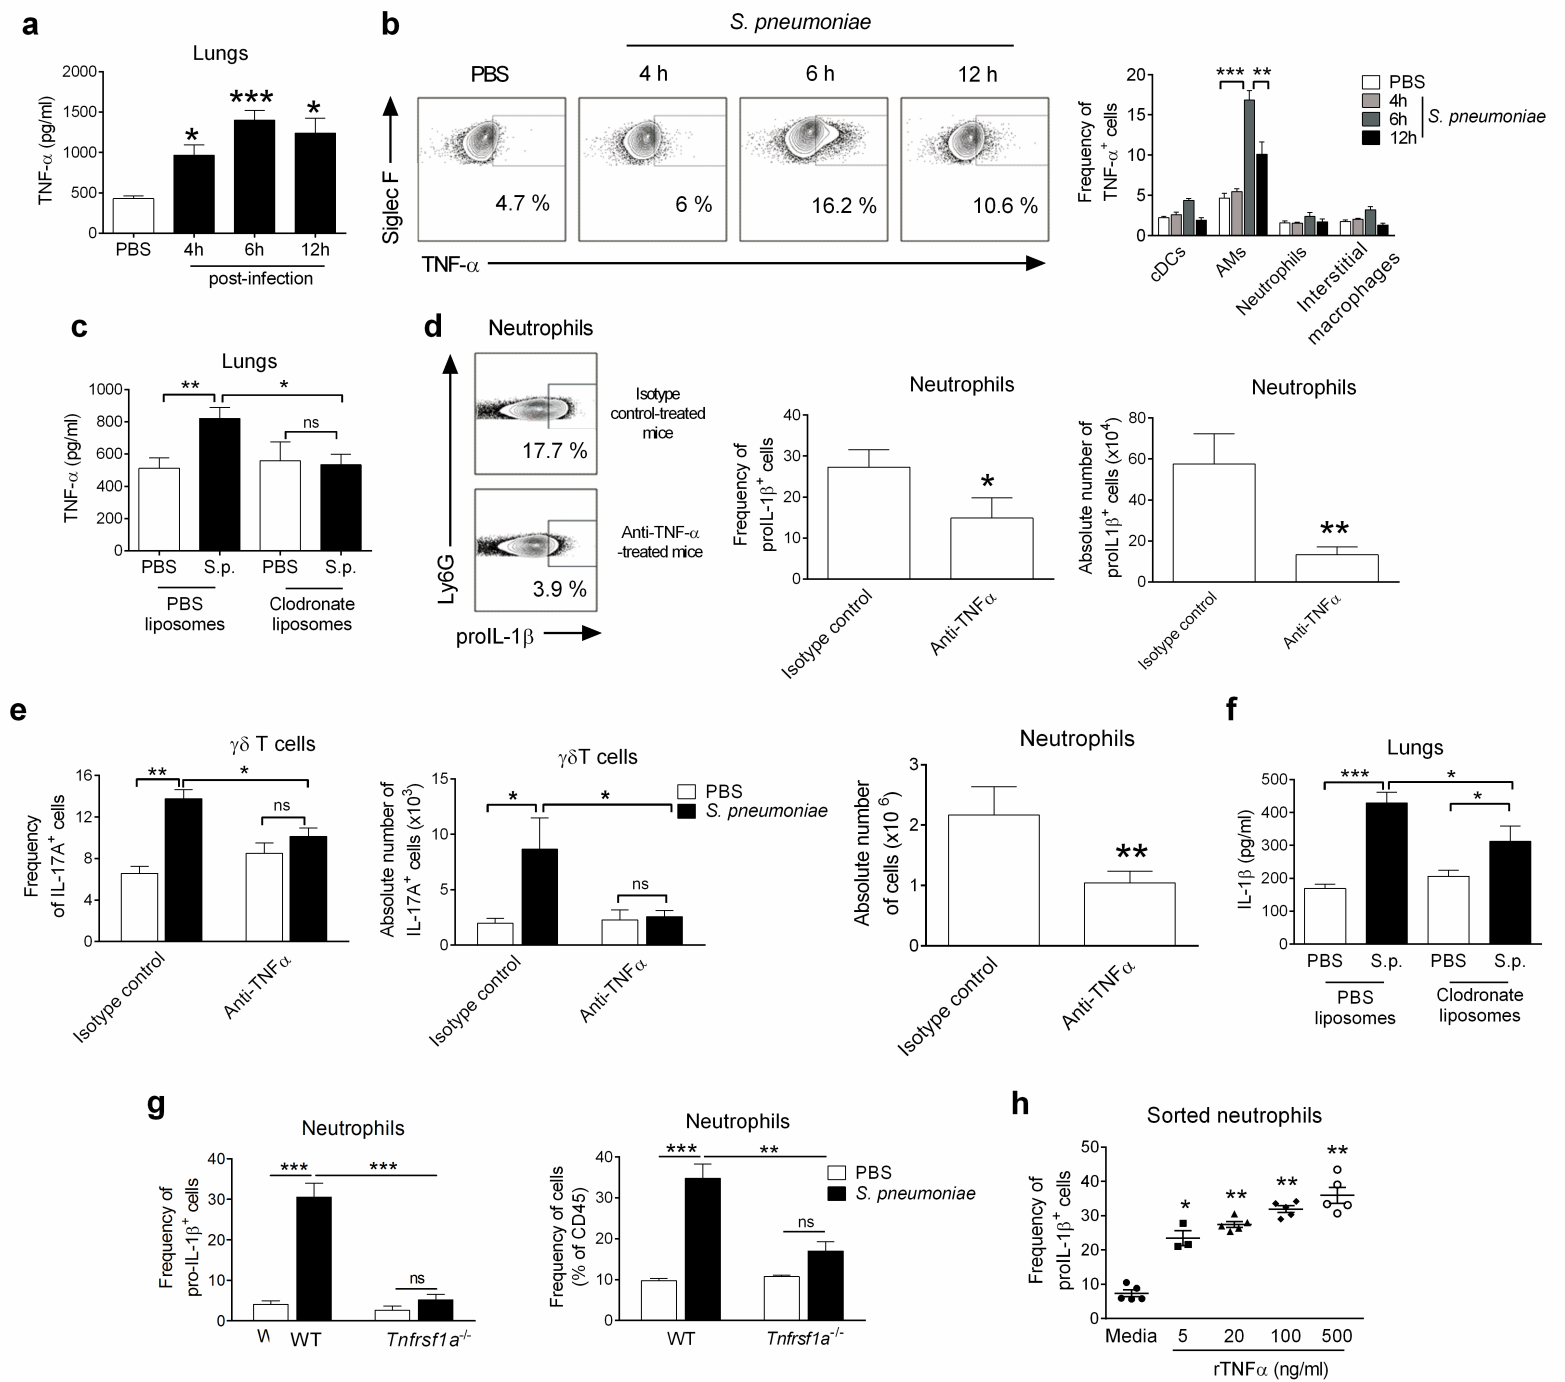 a
Lungs
TNF-α (pg/ml)
2000
1500
1000
500
0
*
***
*
PBS
4h
6h
12h
post-infection
b
S. pneumoniae
PBS
4 h
6 h
12 h
Siglec F
4.7 %
6 %
16.2 %
10.6 %
TNF-α
Frequency of
TNF-α+ cells
20
15
10
5
0
***
**
cDCs
AMs
Neutrophils
Interstitial
macrophages
PBS
4h
6h
12h
S. pneumoniae
c
Lungs
TNF-α (pg/ml)
1000
800
600
400
200
0
**
*
ns
PBS
S.p.
PBS
S.p.
PBS
liposomes
Clodronate
liposomes
d
Neutrophils
Ly6G
17.7 %
3.9 %
proIL-1β
Isotype
control-treated
mice
Anti-TNF-α
-treated mice
Neutrophils
Frequency of
proIL-1β+ cells
40
30
20
10
0
*
Isotype control
Anti-TNFα
Neutrophils
Absolute number of
proIL1β+ cells (x10⁴)
80
60
40
20
0
**
Isotype control
Anti-TNFα
e
γδ T cells
Frequency
of IL-17A+ cells
16
12
8
4
0
**
*
ns
Isotype control
Anti-TNFα
γδT cells
Absolute number of
IL-17A+ cells (x10³)
15
10
5
0
*
*
ns
PBS
S. pneumoniae
Isotype control
Anti-TNFα
Neutrophils
Absolute number
of cells (x10 ⁶)
3
2
1
0
**
Isotype control
Anti-TNFα
f
Lungs
IL-1β (pg/ml)
500
400
300
200
100
0
***
*
*
PBS
S.p.
PBS
S.p.
PBS
liposomes
Clodronate
liposomes
g
Neutrophils
Frequency of
pro-IL-1β+ cells
40
30
20
10
0
***
***
ns
WT
Tnfrsf1a-/-
Neutrophils
Frequency of cells
(% of CD45)
40
30
20
10
0
***
**
ns
PBS
S. pneumoniae
WT
Tnfrsf1a-/-
h
Sorted neutrophils
Frequency of
proIL-1β+ cells
50
40
30
20
10
0
*
**
**
**
Media
5
20
100
500
rTNFα (ng/ml)